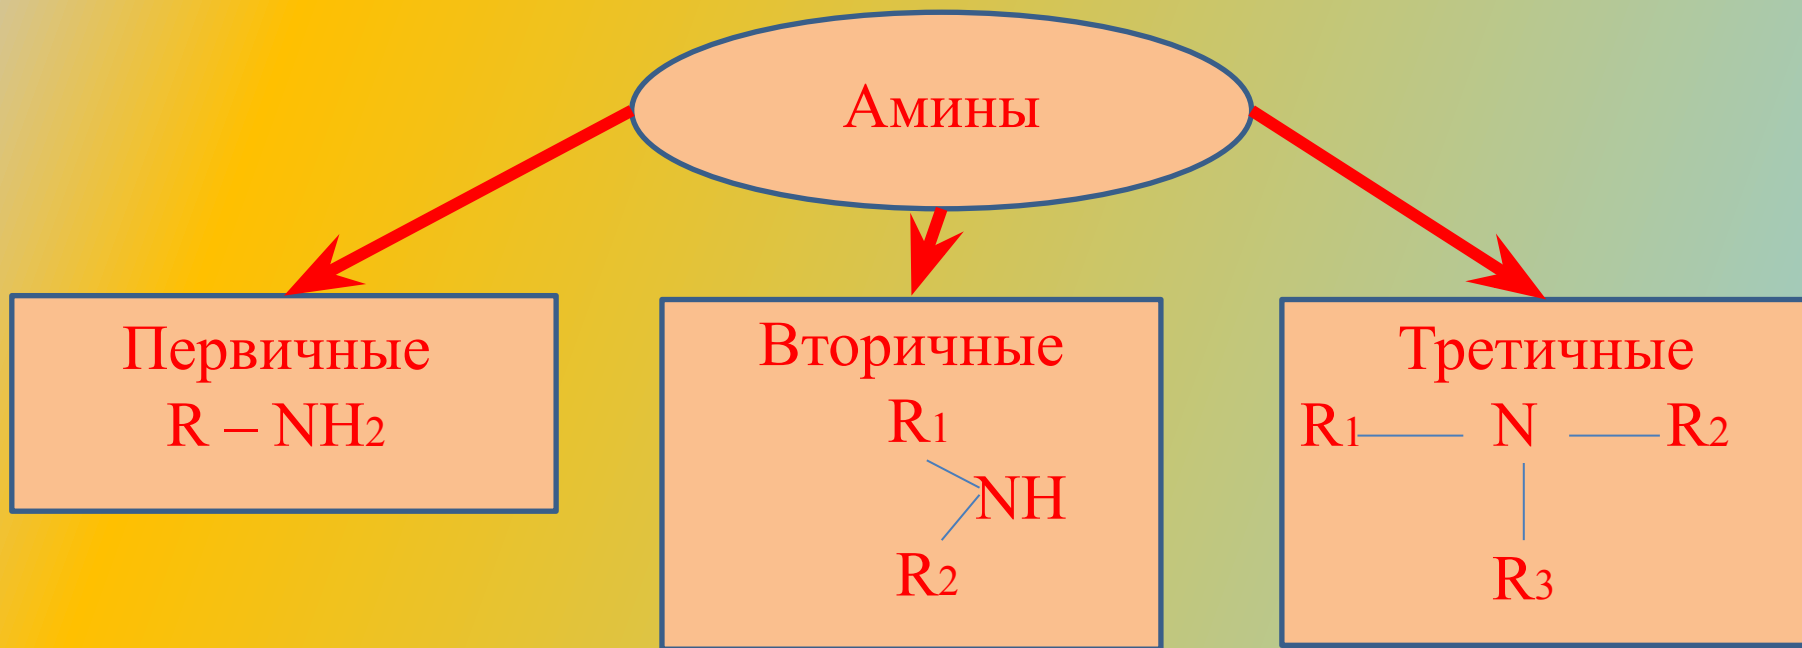 Амины
Первичные
R – NH2
Вторичные
R1
NH
R2
Третичные
R1 N R2
R3